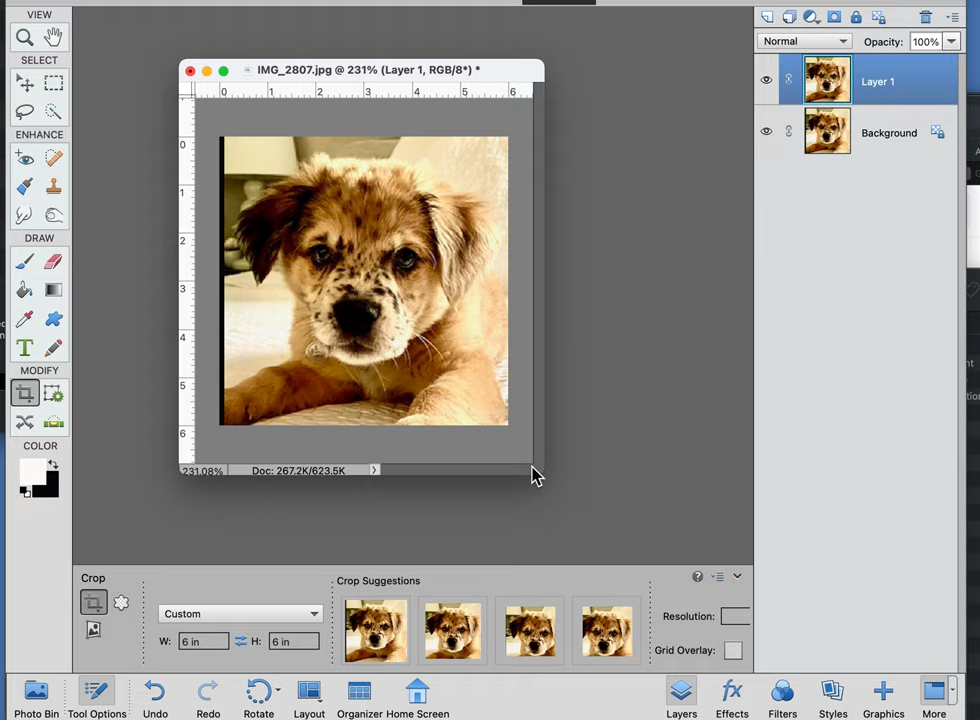 VIEW
SELECT
ENHANCE
DRAW
T
MODIFY
COLOR
IMG_2807.jpg @ 231% (Layer 1, RGB/8*) *
0 1 2 3 4 5 6
0
1
2
3
4
5
6
231.08% Doc: 267.2K/623.5K
Normal Opacity: 100%
Layer 1
Background
Crop
Custom
W: 6 in H: 6 in
Crop Suggestions
Resolution:
Grid Overlay:
Photo Bin Tool Options Undo Redo Rotate Layout Organizer Home Screen Layers fx Effects Filters Styles Graphics More